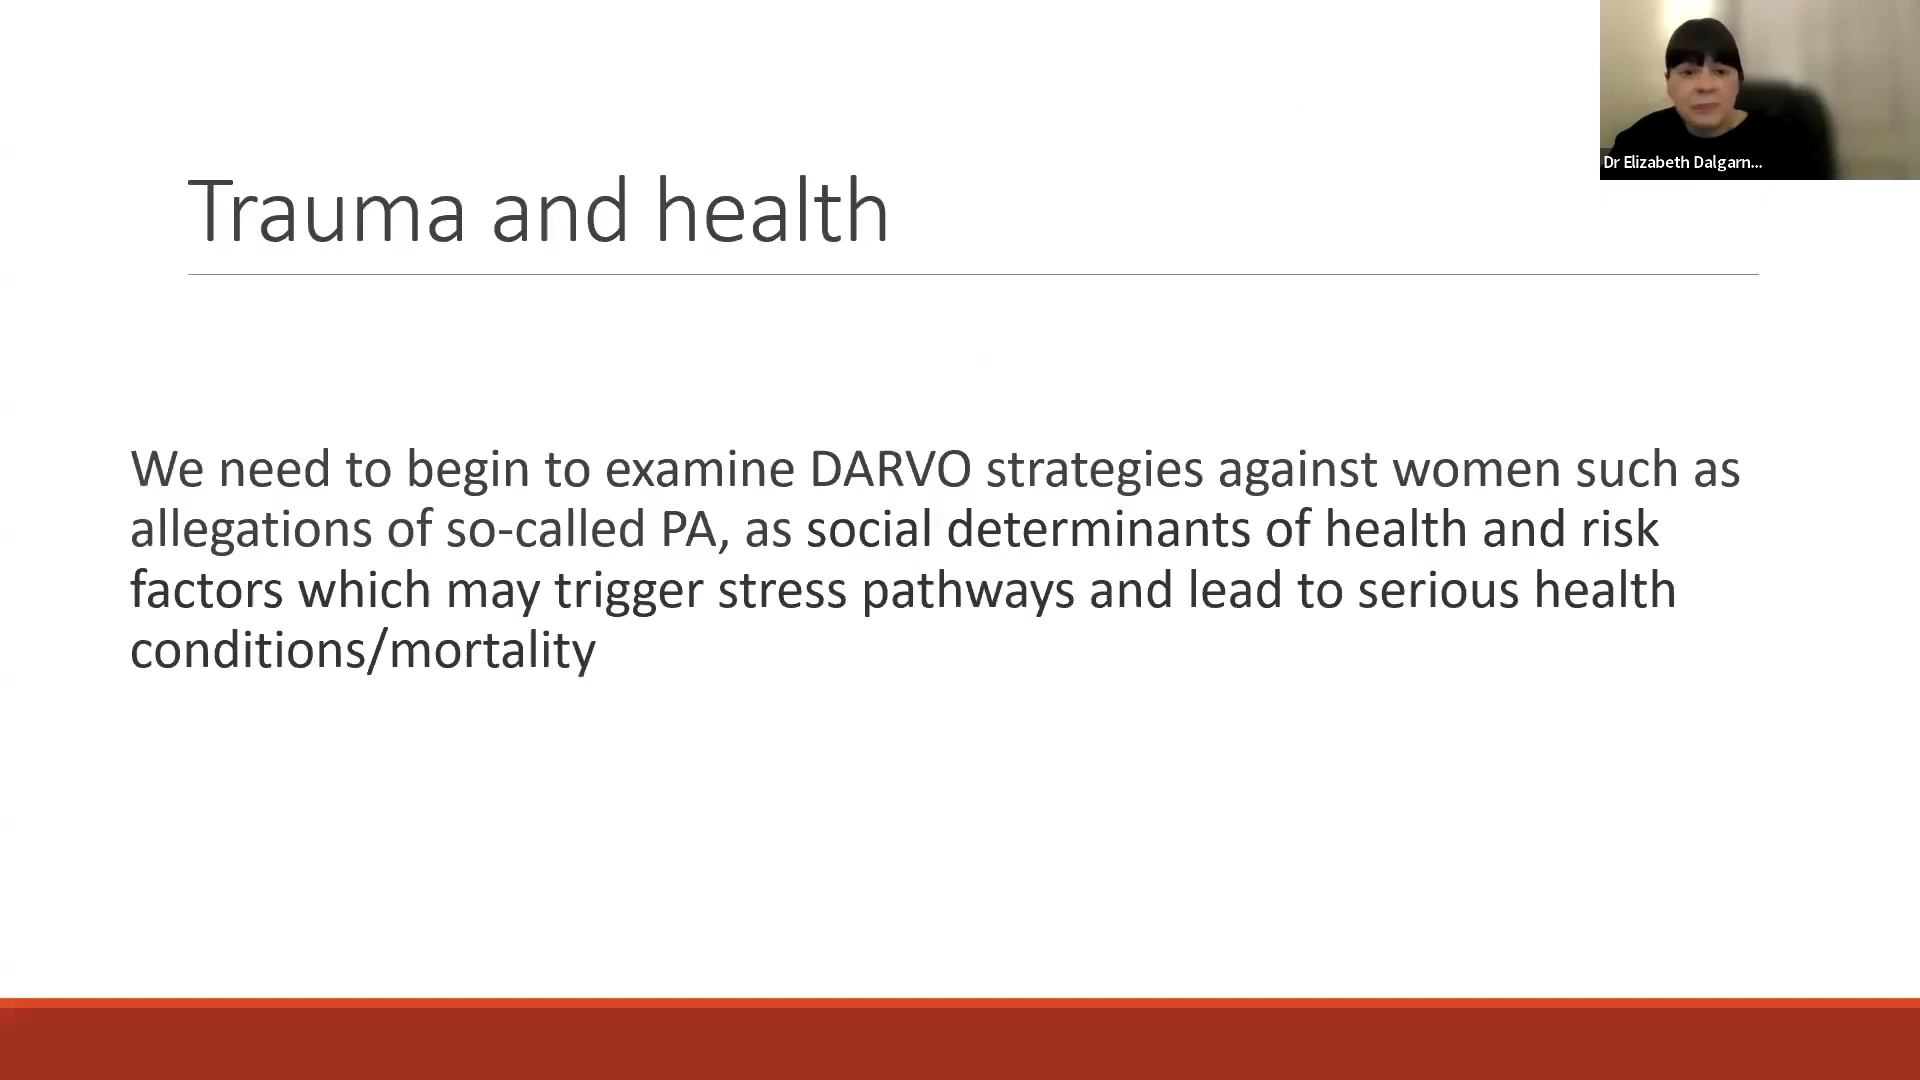 Dr Elizabeth Dalgarn...
Trauma and health
We need to begin to examine DARVO strategies against women such as
allegations of so-called PA, as social determinants of health and risk
factors which may trigger stress pathways and lead to serious health
conditions/mortality